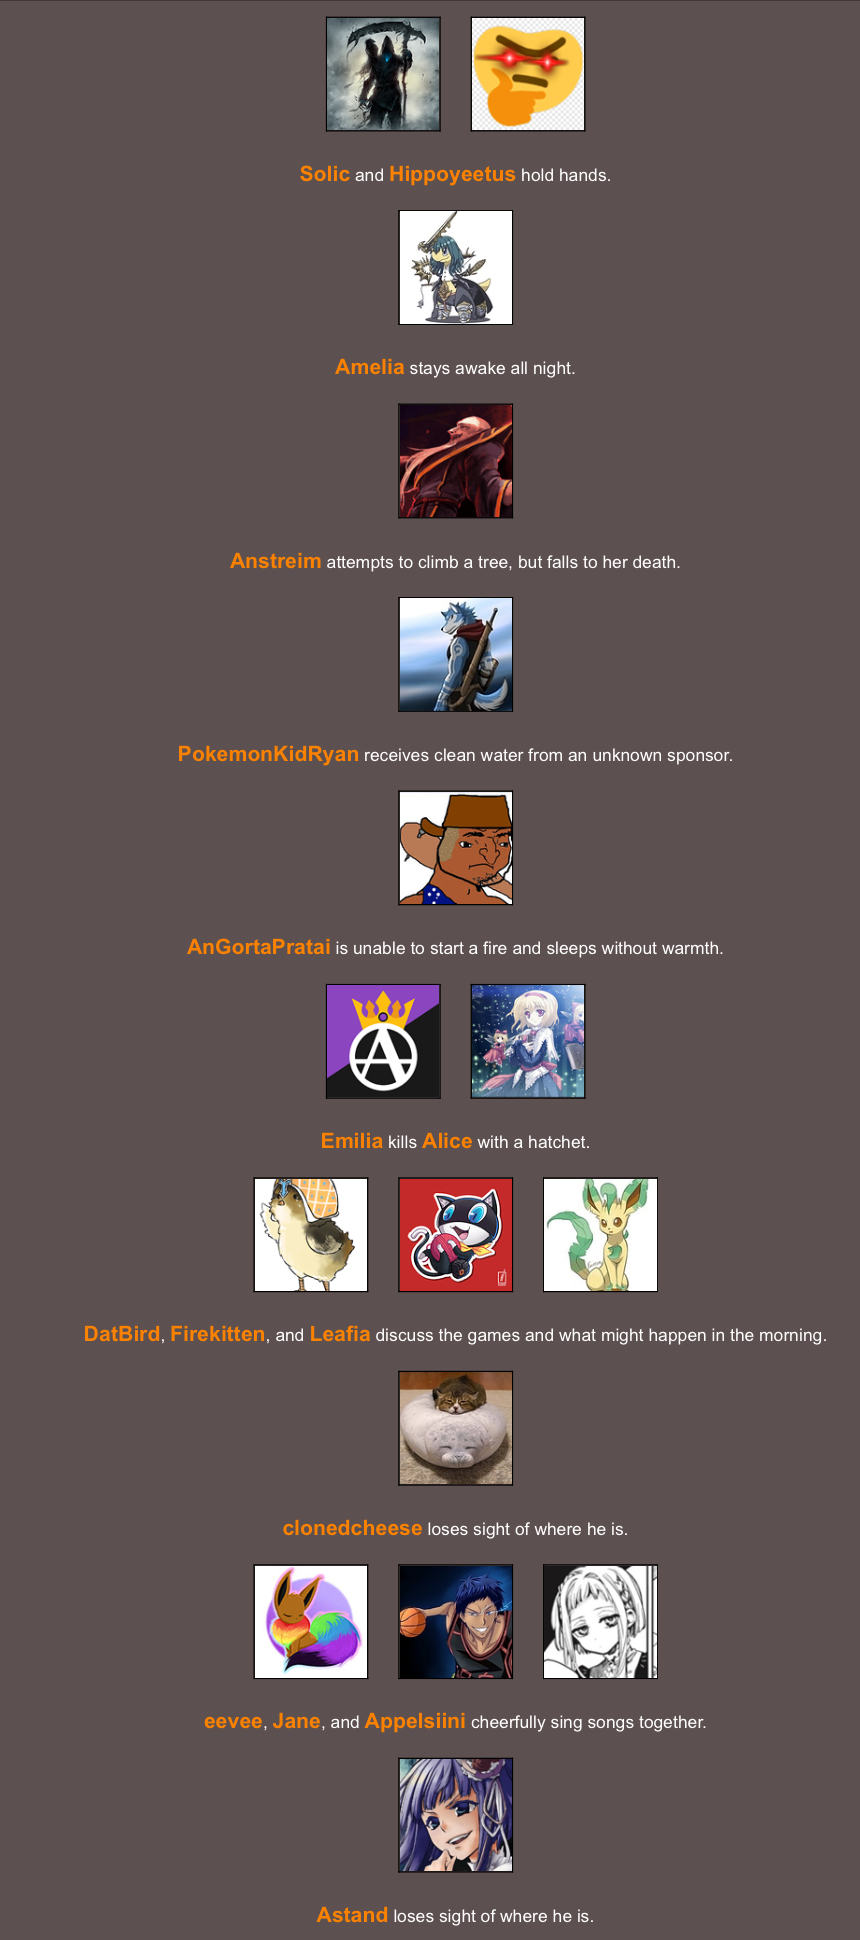 Solic and Hippoyeetus hold hands.
Amelia stays awake all night.
Anstreim attempts to climb a tree, but falls to her death.
PokemonKidRyan receives clean water from an unknown sponsor.
AnGortaPratai is unable to start a fire and sleeps without warmth.
Emilia kills Alice with a hatchet.
DatBird, Firekitten, and Leafia discuss the games and what might happen in the morning.
clonedcheese loses sight of where he is.
eevee, Jane, and Appelsiini cheerfully sing songs together.
Astand loses sight of where he is.